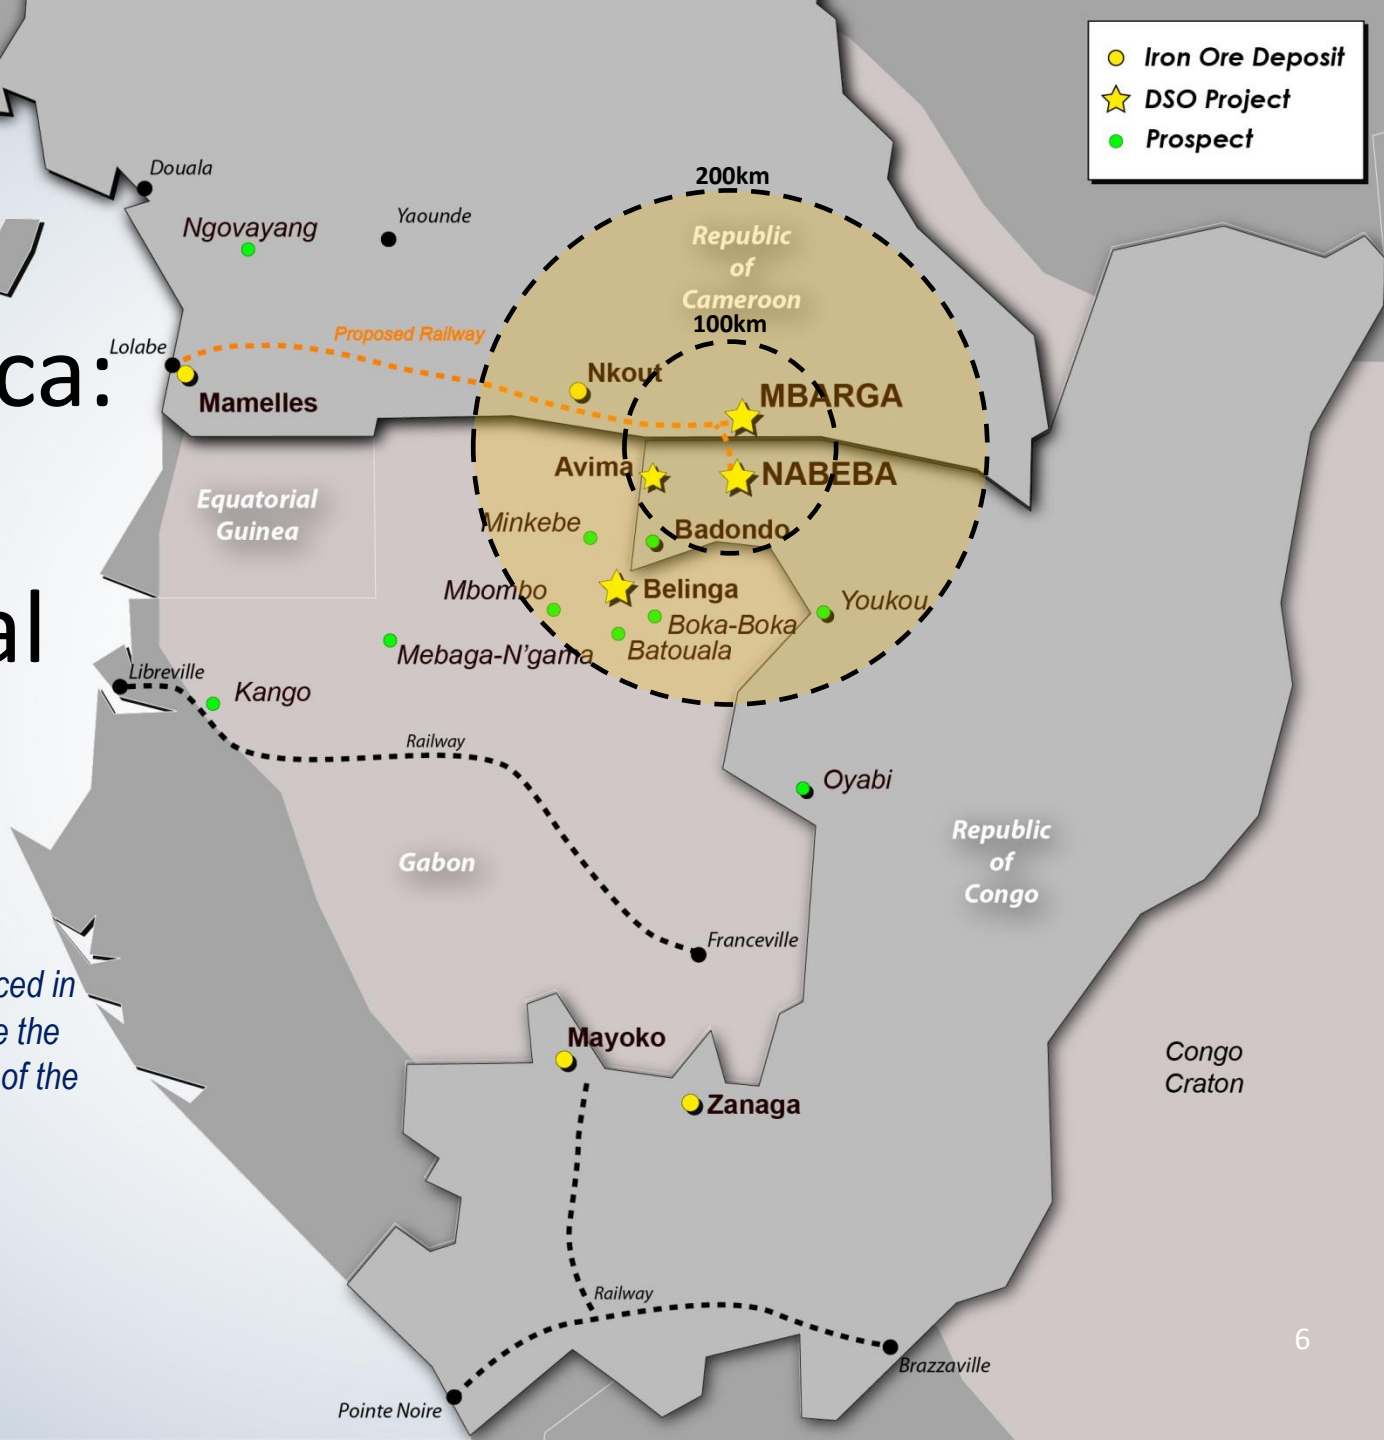 Iron Ore Deposit
DSO Project
Prospect
Douala
200km
Yaounde
Ngovayang
Republic
of
Cameroon
100km
Proposed Railway
Lolabe
ca:
Nkout
Mamelles
MBARGA
Avima
NABEBA
Equatorial
Guinea
Minkebe
Badondo
Mbombo
Belinga
Youkou
al
Boka-Boka
Mebaga-N'gama
Batouala
Libreville
Kango
Railway
Oyabi
Republic
of
Congo
Gabon
Franceville
ced in
e the
of the
Mayoko
Congo
Craton
Zanaga
Railway
6
Brazzaville
Pointe Noire